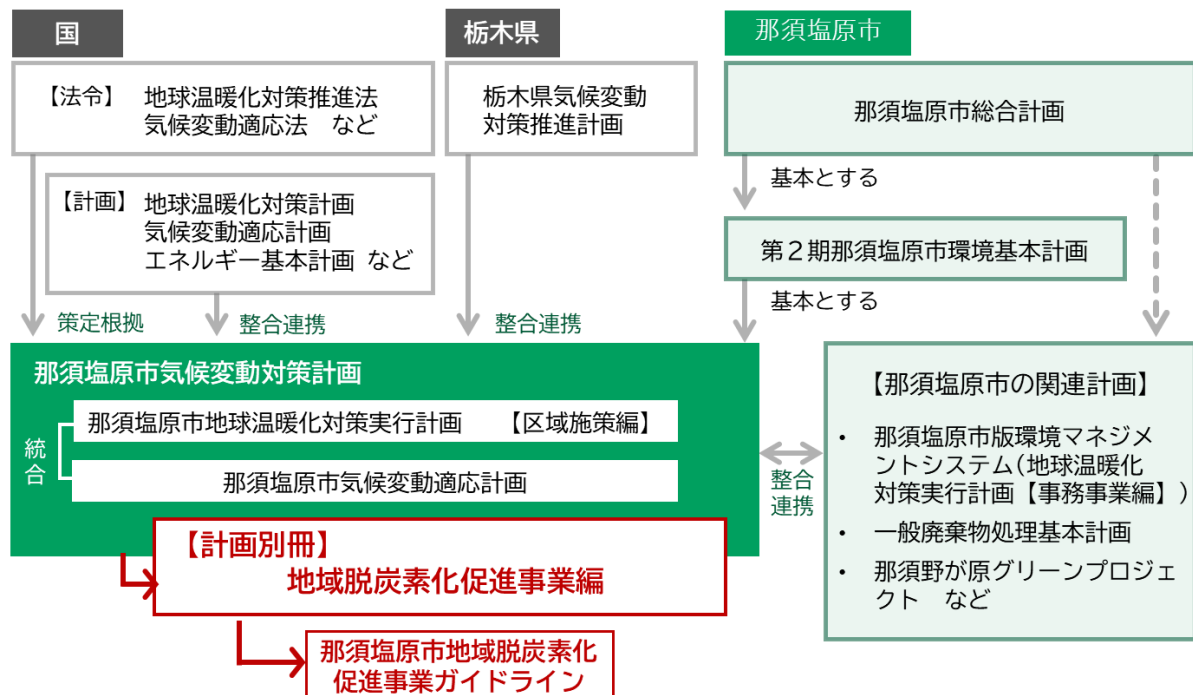 国
【法令】 地球温暖化対策推進法
気候変動適応法 など
【計画】 地球温暖化対策計画
気候変動適応計画
エネルギー基本計画 など
策定根拠
整合連携
栃木県
栃木県気候変動
対策推進計画
整合連携
那須塩原市
那須塩原市総合計画
基本とする
第2期那須塩原市環境基本計画
基本とする
那須塩原市気候変動対策計画
統
合
那須塩原市地球温暖化対策実行計画 【区域施策編】
那須塩原市気候変動適応計画
【計画別冊】
地域脱炭素化促進事業編
那須塩原市地域脱炭素化
促進事業ガイドライン
整合
連携
【那須塩原市の関連計画】
• 那須塩原市版環境マネジメ
ントシステム(地球温暖化
対策実行計画【事務事業編】)
• 一般廃棄物処理基本計画
• 那須野が原グリーンプロジェ
クト など